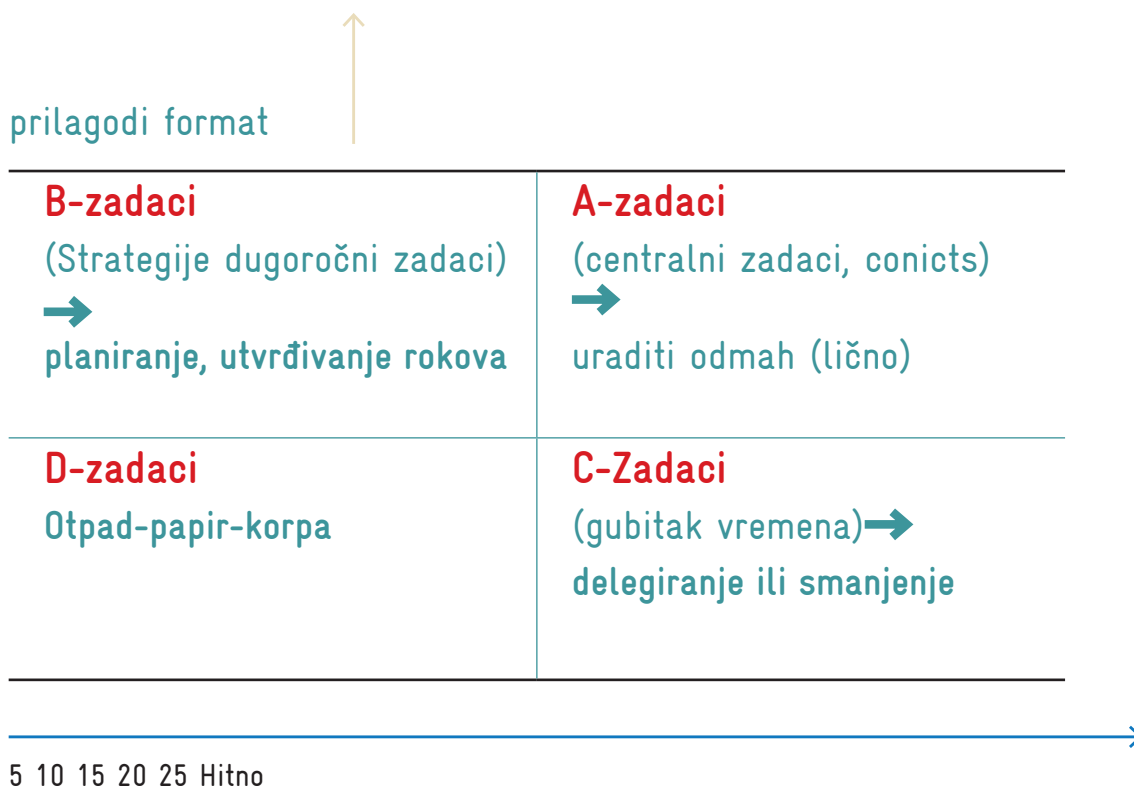 prilagodi format
B-zadaci
(Strategije dugoročni zadaci)
➔
planiranje, utvrđivanje rokova
A-zadaci
(centralni zadaci, conicts)
➔
uraditi odmah (lično)
D-zadaci
Otpad-papir-korpa
C-Zadaci
(gubitak vremena)➔
delegiranje ili smanjenje
5 10 15 20 25 Hitno